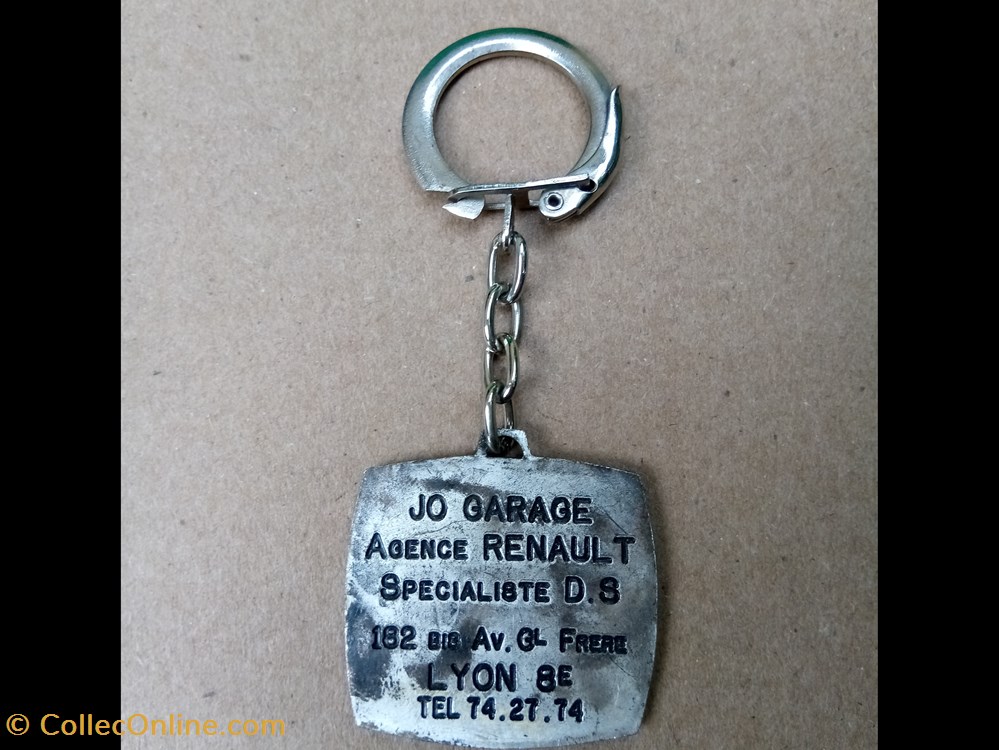 JO GARAGE
AGENCE RENAULT
SPECIALISTE D.S
182 BIS AV. GL FRERE
LYON 8E
TEL 74.27.74
© CollecOnline.com